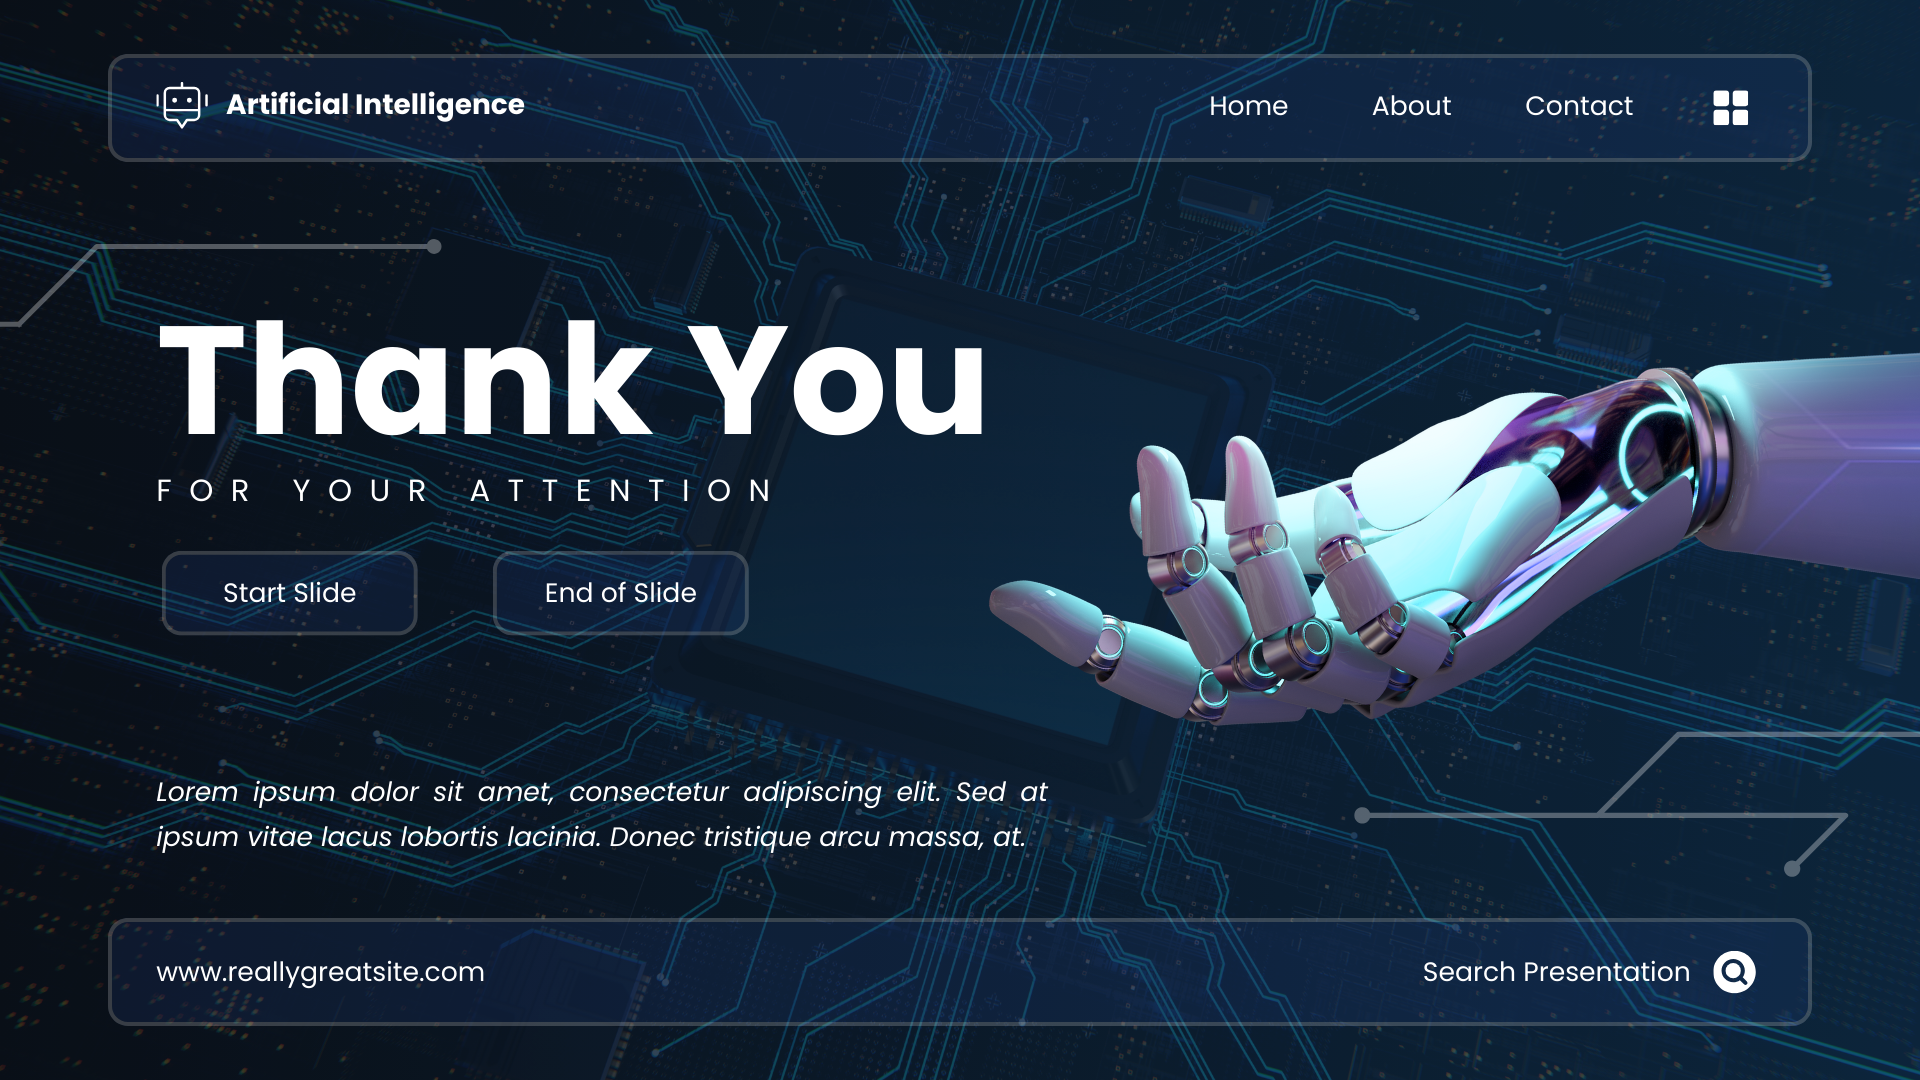 Artificial Intelligence
Home About Contact
Thank You
FOR YOUR ATTENTION
Start Slide End of Slide
Lorem ipsum dolor sit amet, consectetur adipiscing elit. Sed at
ipsum vitae lacus lobortis lacinia. Donec tristique arcu massa, at.
www.reallygreatsite.com
Search Presentation